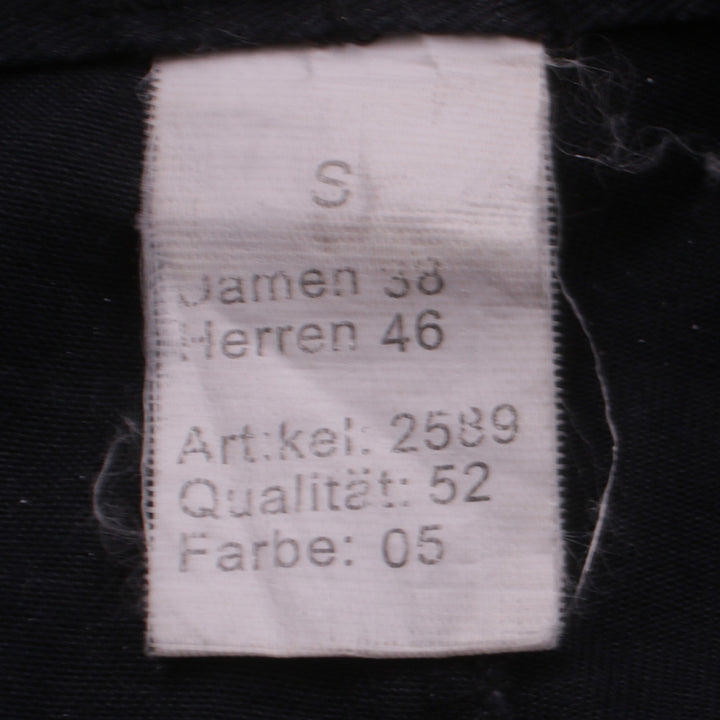 S
Damen 38
Herren 46
Artikel: 2589
Qualität: 52
Farbe: 05